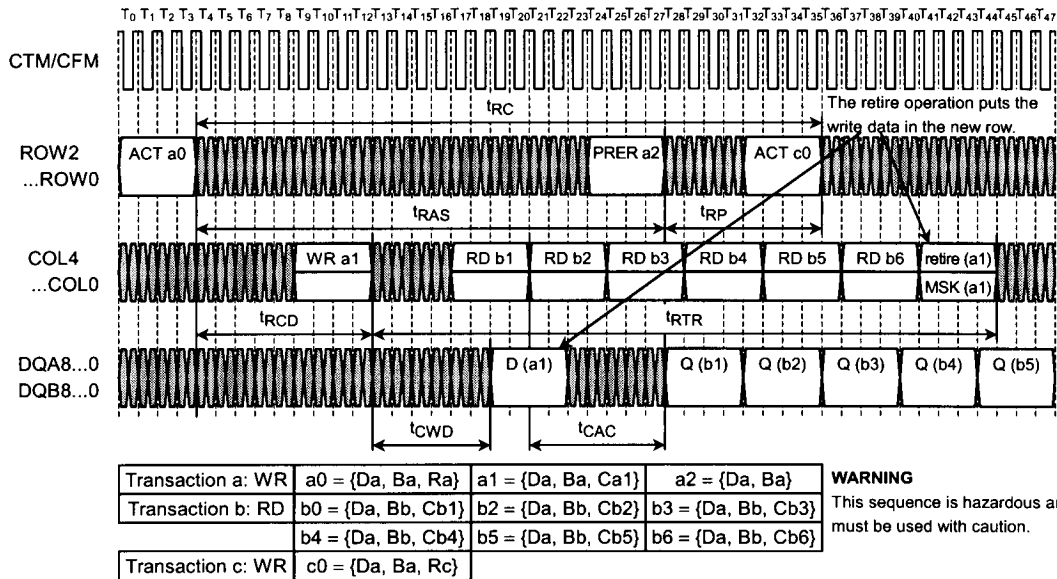 T0 T1 T2 T3 T4 T5 T6 T7 T8 T9 T10 T11 T12 T13 T14 T15 T16 T17 T18 T19 T20 T21 T22 T23 T24 T25 T26 T27 T28 T29 T30 T31 T32 T33 T34 T35 T36 T37 T38 T39 T40 T41 T42 T43 T44 T45 T46 T47
CTM/CFM
tRC
The retire operation puts the
write data in the new row.
ROW2
...ROW0
ACT a0 PRER a2 ACT c0
tRAS tRP
COL4
...COL0
WR a1 RD b1 RD b2 RD b3 RD b4 RD b5 RD b6 retire (a1)
MSK (a1)
tRCD tRTR
DQA8...0
DQB8...0
D (a1) Q (b1) Q (b2) Q (b3) Q (b4) Q (b5)
tCWD tCAC
Transaction a: WR a0 = {Da, Ba, Ra} a1 = {Da, Ba, Ca1} a2 = {Da, Ba}
Transaction b: RD b0 = {Da, Bb, Cb1} b2 = {Da, Bb, Cb2} b3 = {Da, Bb, Cb3}
b4 = {Da, Bb, Cb4} b5 = {Da, Bb, Cb5} b6 = {Da, Bb, Cb6}
Transaction c: WR c0 = {Da, Ba, Rc}
WARNING
This sequence is hazardous
must be used with caution.